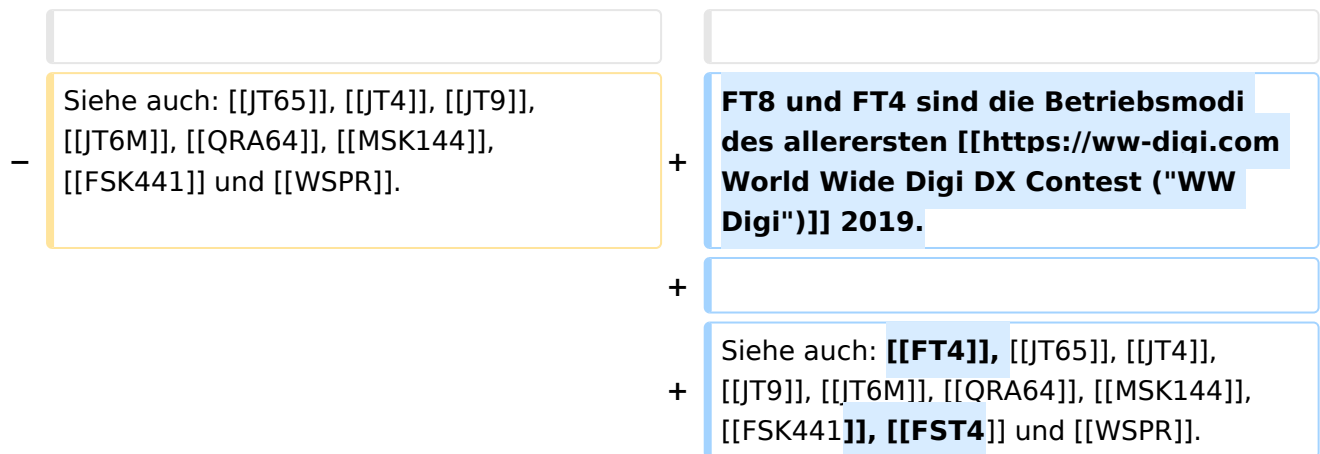 Siehe auch: [[JT65]], [[JT4]], [[JT9]],
[[JT6M]], [[QRA64]], [[MSK144]],
[[FSK441]] und [[WSPR]].
−
+
FT8 und FT4 sind die Betriebsmodi
des allerersten [[https://ww-digi.com
World Wide Digi DX Contest ("WW
Digi")]] 2019.
+
+
Siehe auch: [[FT4]], [[JT65]], [[JT4]],
[[JT9]], [[JT6M]], [[QRA64]], [[MSK144]],
[[FSK441]], [[FST4]] und [[WSPR]].